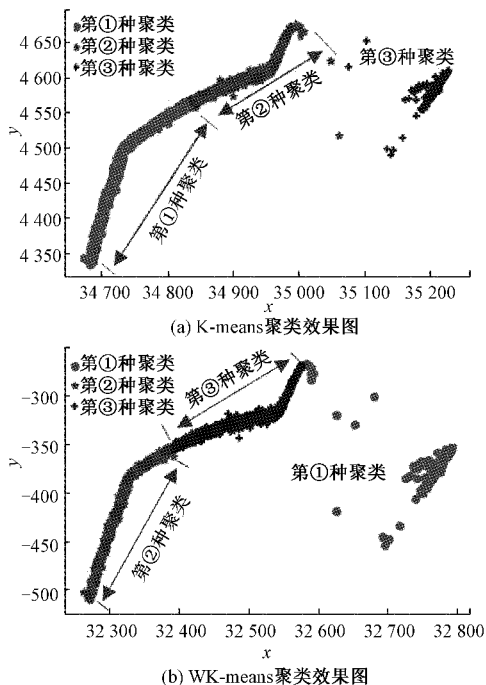 第①种聚类
第②种聚类
第③种聚类
第③种聚类
第②种聚类
第①种聚类
y
4 650
4 600
4 550
4 500
4 450
4 400
4 350
34 700 34 800 34 900 35 000 35 100 35 200
x
(a) K-means聚类效果图
第①种聚类
第②种聚类
第③种聚类
第③种聚类
第①种聚类
第②种聚类
y
-300
-350
-400
-450
-500
32 300 32 400 32 500 32 600 32 700 32 800
x
(b) WK-means聚类效果图